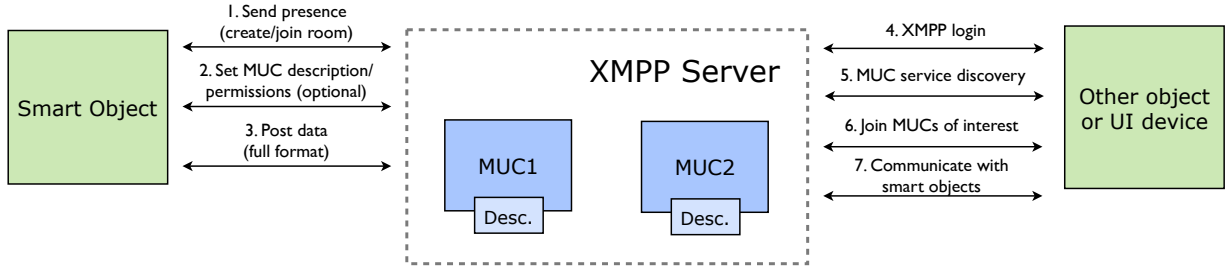 Smart Object
1. Send presence
(create/join room)
2. Set MUC description/
permissions (optional)
3. Post data
(full format)
XMPP Server
MUC1
Desc.
MUC2
Desc.
4. XMPP login
5. MUC service discovery
6. Join MUCs of interest
7. Communicate with
smart objects
Other object
or UI device